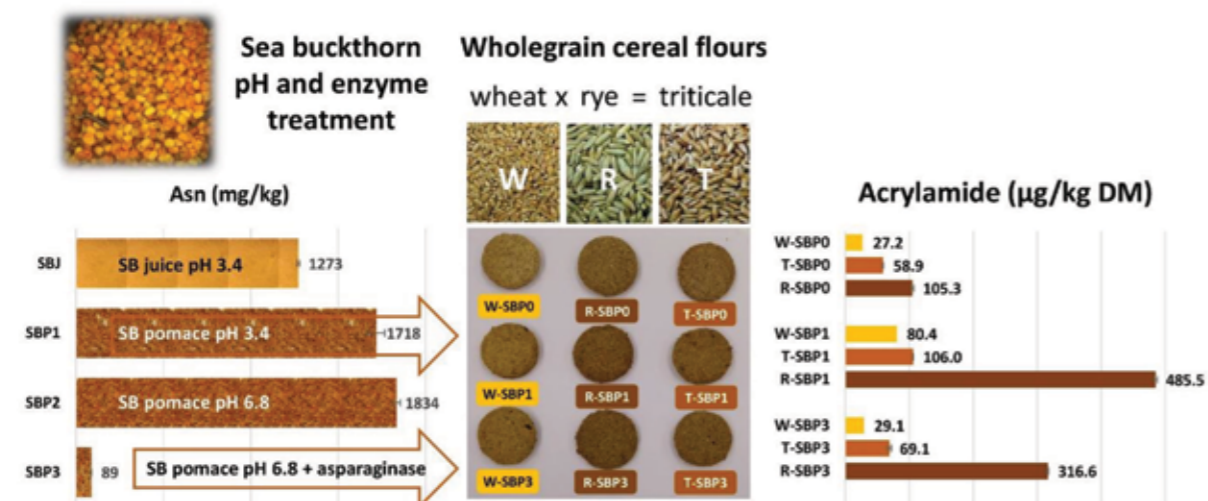 Sea buckthorn
pH and enzyme
treatment
Asn (mg/kg)
SBJ
SB juice pH 3.4
1273
SBP1
SB pomace pH 3.4
1718
SBP2
SB pomace pH 6.8
1834
SBP3
89
SB pomace pH 6.8 + asparaginase
Wholegrain cereal flours
wheat x rye = triticale
W R T
W-SBP0 R-SBP0 T-SBP0
W-SBP1 R-SBP1 T-SBP1
W-SBP3 R-SBP3 T-SBP3
Acrylamide (µg/kg DM)
W-SBP0 27.2
T-SBP0 58.9
R-SBP0 105.3
W-SBP1 80.4
T-SBP1 106.0
R-SBP1 485.5
W-SBP3 29.1
T-SBP3 69.1
R-SBP3 316.6